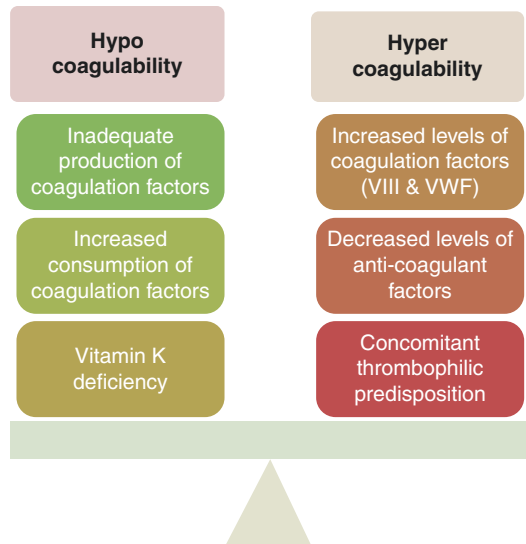 Hypo
coagulability
Inadequate
production of
coagulation factors
Increased
consumption of
coagulation factors
Vitamin K
deficiency
Hyper
coagulability
Increased levels of
coagulation factors
(VIII & VWF)
Decreased levels of
anti-coagulant
factors
Concomitant
thrombophilic
predisposition